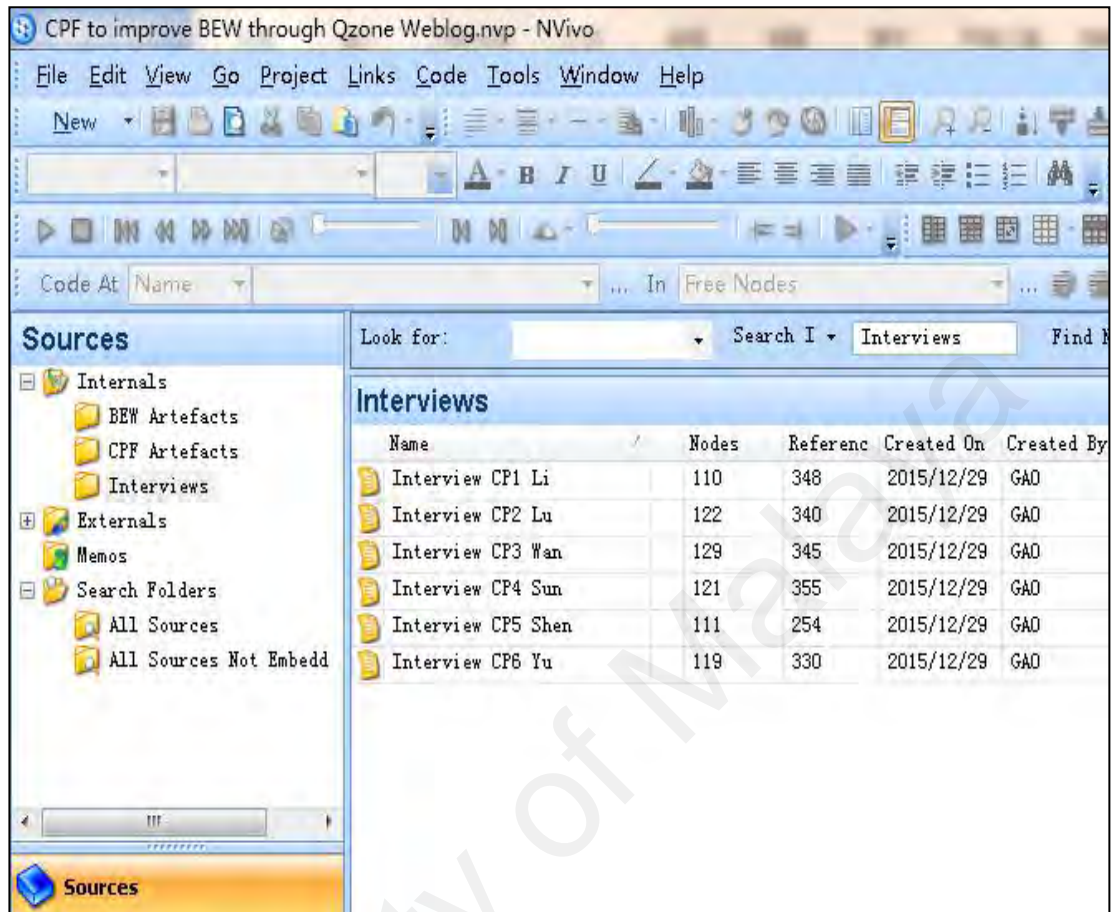 CPF to improve BEW through Qzone Weblog.nvp - NVivo
File Edit View Go Project Links Code Tools Window Help
New
A B I U
Code At Name ... In Free Nodes ...
Sources
Internals
BEW Artefacts
CPF Artefacts
Interviews
Externals
Memos
Search Folders
All Sources
All Sources Not Embedd
Sources
Look for: Search I Interviews Find
Interviews
Name Nodes Referenc Created On Created By
Interview CP1 Li 110 348 2015/12/29 GAO
Interview CP2 Lu 122 340 2015/12/29 GAO
Interview CP3 Wan 129 345 2015/12/29 GAO
Interview CP4 Sun 121 355 2015/12/29 GAO
Interview CP5 Shen 111 254 2015/12/29 GAO
Interview CP6 Yu 119 330 2015/12/29 GAO
y of Malaya